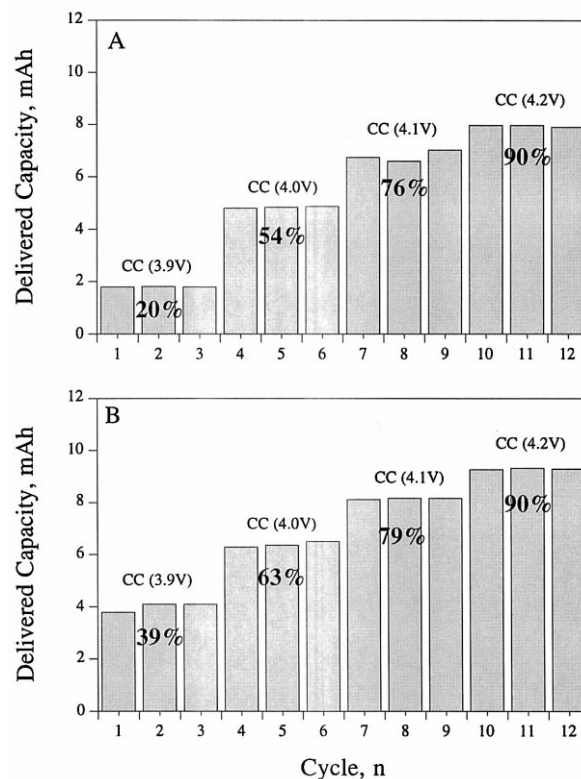 A
Delivered Capacity, mAh
12
10
8
6
4
2
0
CC (3.9V)
20%
CC (4.0V)
54%
CC (4.1V)
76%
CC (4.2V)
90%
1 2 3 4 5 6 7 8 9 10 11 12
B
Delivered Capacity, mAh
12
10
8
6
4
2
0
CC (3.9V)
39%
CC (4.0V)
63%
CC (4.1V)
79%
CC (4.2V)
90%
1 2 3 4 5 6 7 8 9 10 11 12
Cycle, n